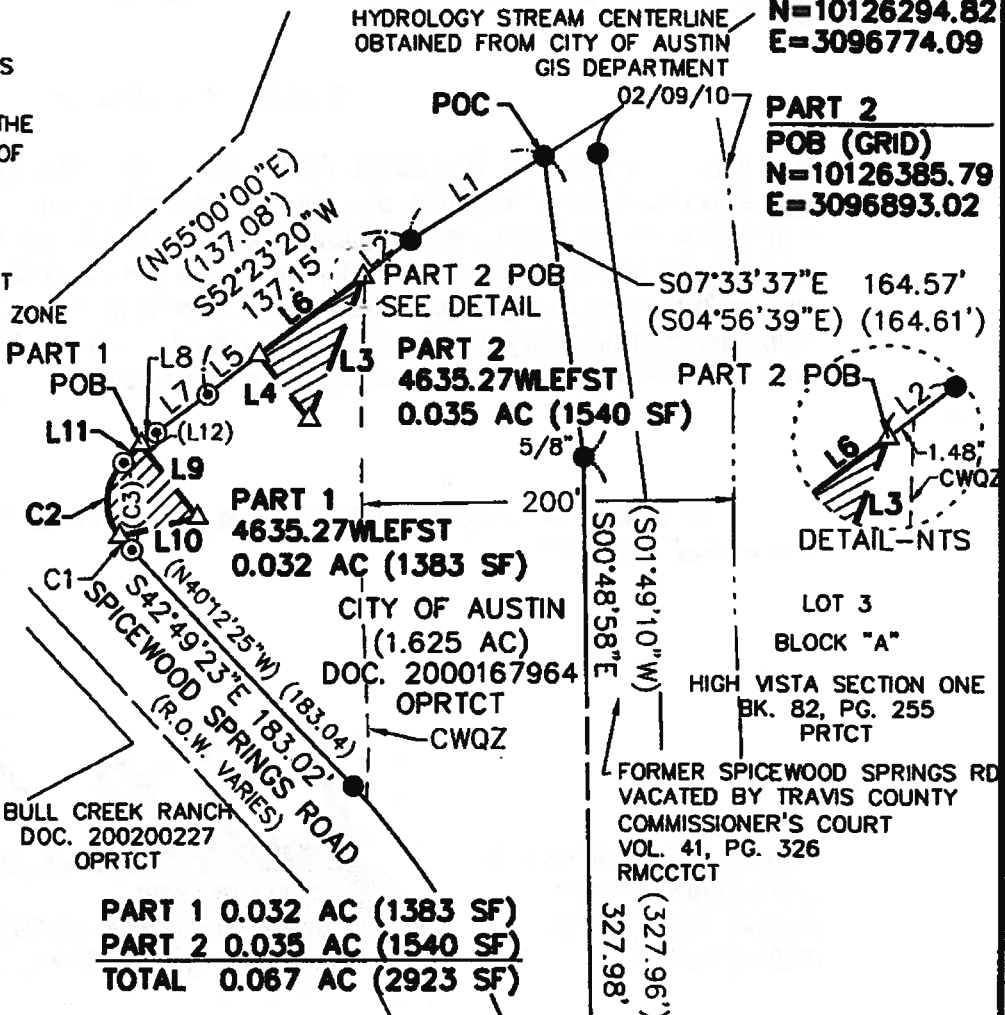 HYDROLOGY STREAM CENTERLINE
OBTAINED FROM CITY OF AUSTIN
GIS DEPARTMENT
02/09/10
N=10126294.82
E=3096774.09
PART 2
POB (GRID)
N=10126385.79
E=3096893.02
S
THE
OF
T
ZONE
POC
L1
(N55°00'00"E)
(137.08')
S52°23'20"W
137.15'
L2
L6
PART 2 POB
SEE DETAIL
S07°33'37"E 164.57'
(S04°56'39"E) (164.61')
PART 1
POB
L8
L5
L7
L4
L3
(L12)
L11
L9
C2
(C3)
L10
C1
PART 2
4635.27WLEFST
0.035 AC (1540 SF)
5/8"
PART 2 POB
L2
L6
1.48'
CWQZ
L3
DETAIL-NTS
PART 1
4635.27WLEFST
0.032 AC (1383 SF)
200'
S00°48'58"E
(S01°49'10"W)
CITY OF AUSTIN
(1.625 AC)
DOC. 2000167964
OPRTCT
CWQZ
LOT 3
BLOCK "A"
HIGH VISTA SECTION ONE
BK. 82, PG. 255
PRTCT
(N40°12'25"W) (183.04)
S42°49'23"E 183.02'
SPICEWOOD SPRINGS ROAD
(R.O.W. VARIES)
BULL CREEK RANCH
DOC. 200200227
OPRTCT
FORMER SPICEWOOD SPRINGS RD
VACATED BY TRAVIS COUNTY
COMMISSIONER'S COURT
VOL. 41, PG. 326
RMCCTCT
(327.96')
327.98'
PART 1 0.032 AC (1383 SF)
PART 2 0.035 AC (1540 SF)
TOTAL 0.067 AC (2923 SF)